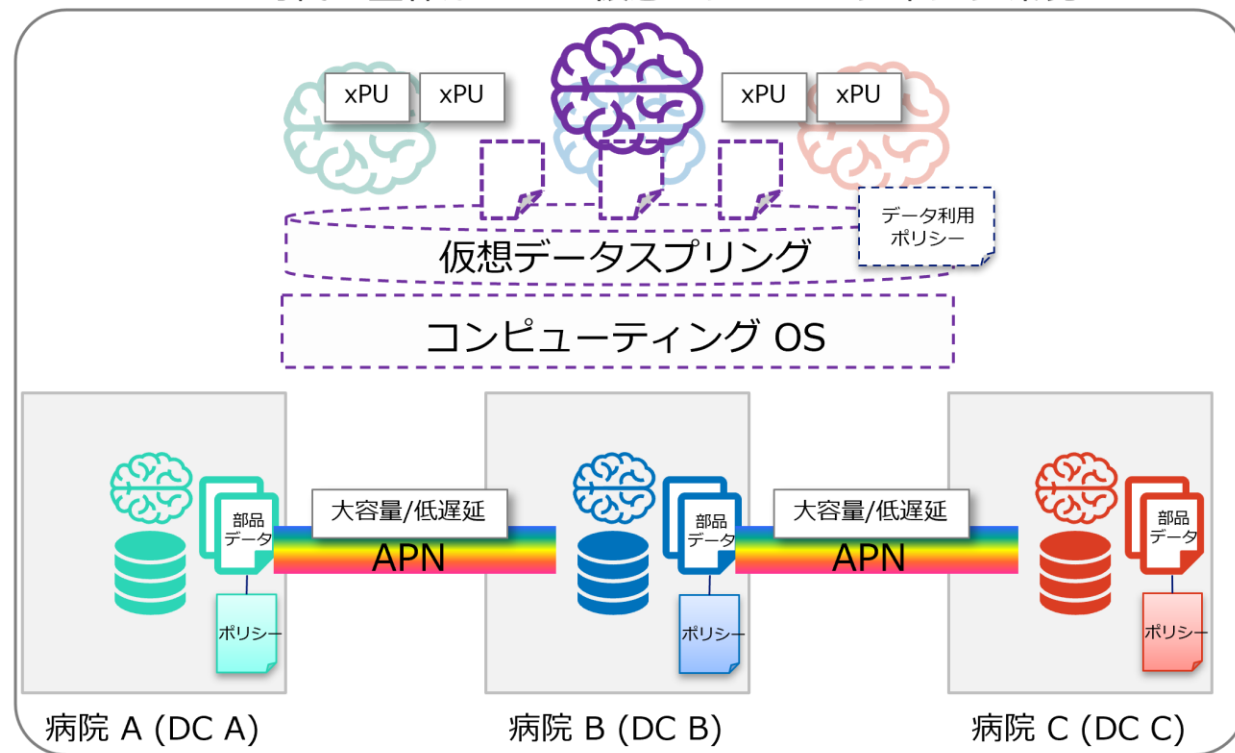 xPU
xPU
xPU
xPU
データ利用
ポリシー
仮想データスプリング
コンピューティング OS
大容量/低遅延
大容量/低遅延
部品
データ
APN
部品
データ
APN
部品
データ
ポリシー
ポリシー
ポリシー
病院 A (DC A)
病院 B (DC B)
病院 C (DC C)